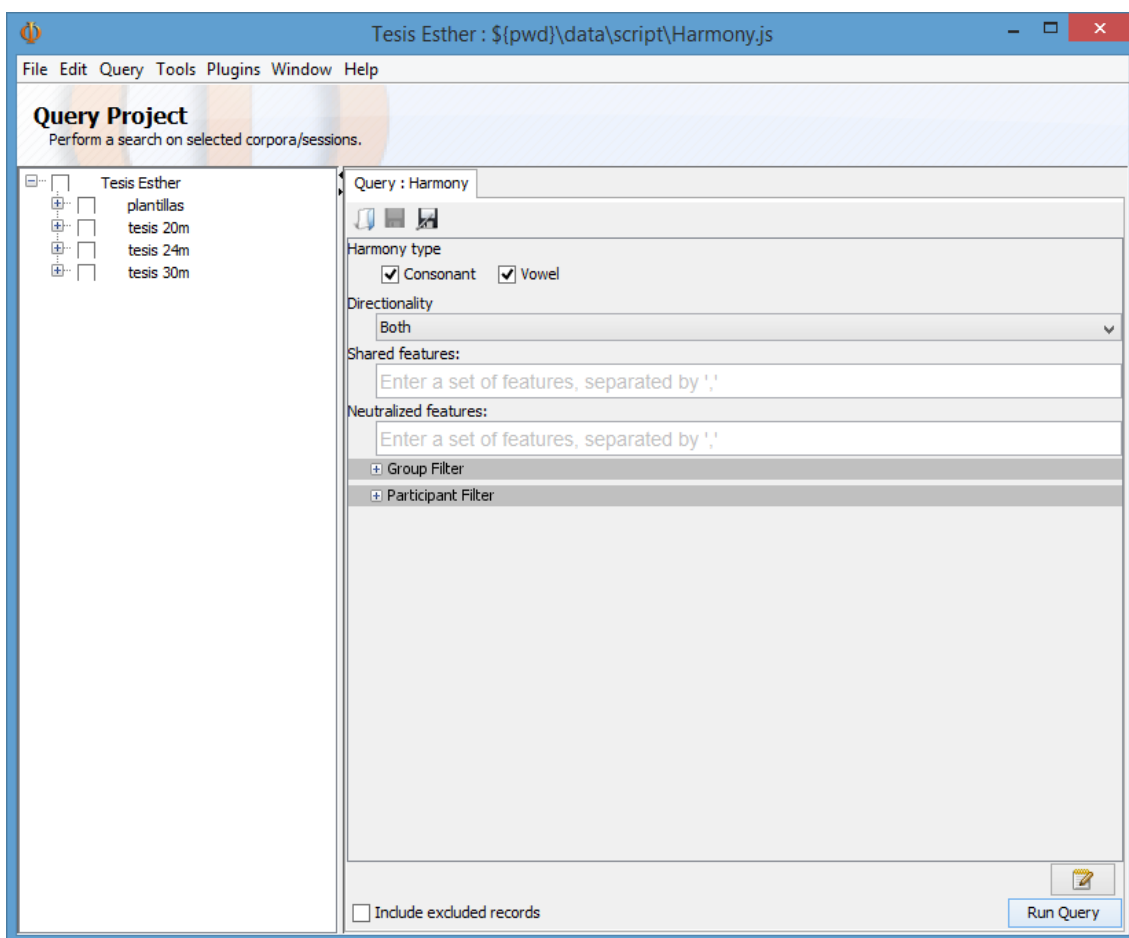 Tesis Esther : ${pwd}\data\script\Harmony.js
File Edit Query Tools Plugins Window Help
Query Project
Perform a search on selected corpora/sessions.
Tesis Esther
plantillas
tesis 20m
tesis 24m
tesis 30m
Query : Harmony
Harmony type
Consonant Vowel
Directionality
Both
Shared features:
Enter a set of features, separated by ','
Neutralized features:
Enter a set of features, separated by ','
Group Filter
Participant Filter
Include excluded records
Run Query